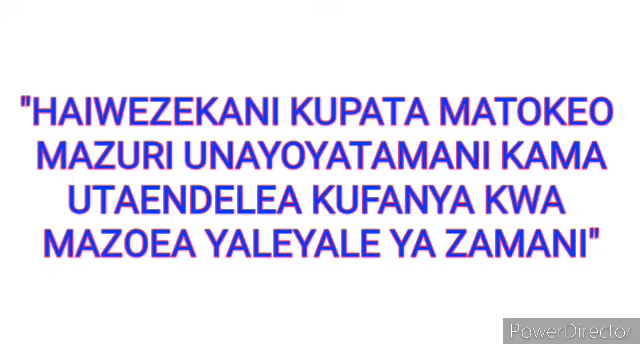 "HAIWEZEKANI KUPATA MATOKEO
MAZURI UNAYOYATAMANI KAMA
UTAENDELEA KUFANYA KWA
MAZOEA YALEYALE YA ZAMANI"
PowerDirector